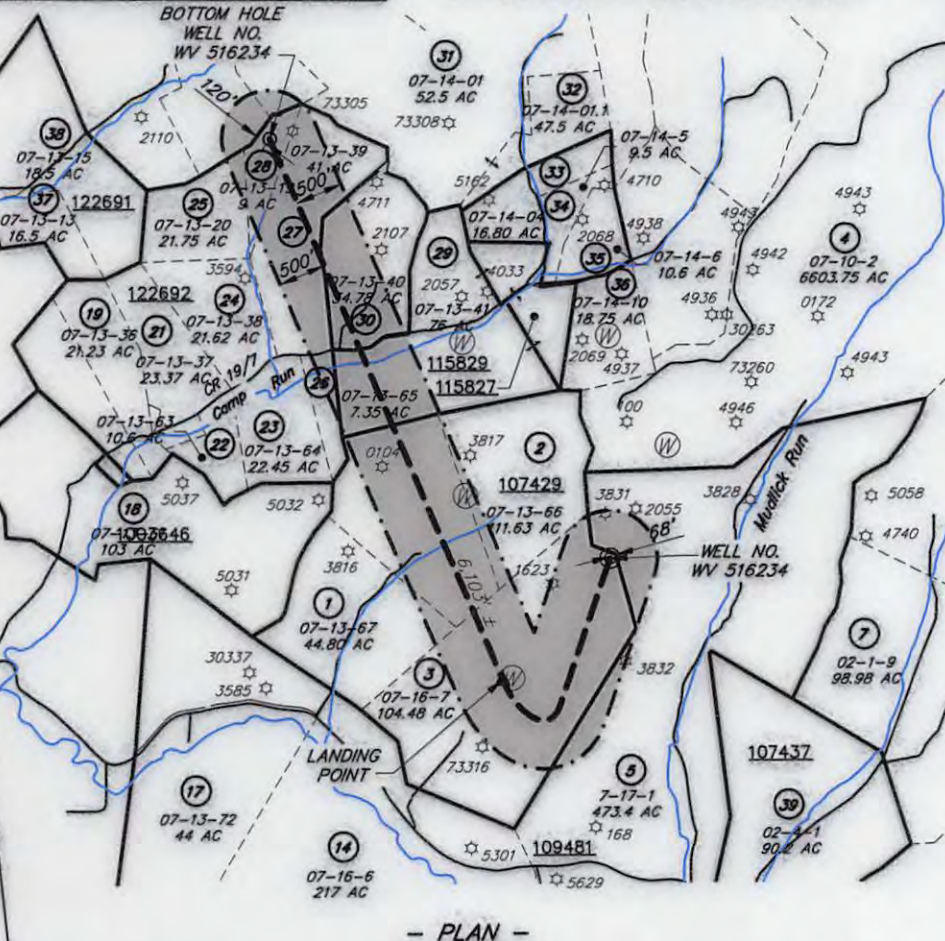 BOTTOM HOLE
WELL NO.
WV 516234
120'
73305
31
07-14-01
52.5 AC
73308
32
07-14-01.1
47.5 AC
07-14-5
9.5 AC
38
07-13-15
18.5 AC
2110
37
07-13-13
16.5 AC
122691
25
07-13-20
21.75 AC
28
9 AC
07-13-39
500'
4711
2107
5162
33
34
4710
07-14-04
16.80 AC
2068
4938
35
07-14-6
10.6 AC
4943
4942
4943
4
07-10-2
6603.75 AC
0172
27
500'
3594
122692
24
07-13-38
21.62 AC
29
2057
4033
07-13-41
07-13-40
30
36
07-14-10
18.75 AC
4936
30263
W
2069
4937
73260
4943
19
07-13-36
21.23 AC
21
07-13-37
23.37 AC
CR 19/7
Camp Run
26
W
115829
115827
07-13-65
7.35 AC
07-13-63
22
23
07-13-64
22.45 AC
100
4946
W
0104
3817
2
107429
07-13-66
W
5037
5032
3831
2055
3828
Mudlick Run
5058
4740
18
103 AC
3816
68'
WELL NO.
WV 516234
1623
6,103' ±
5031
1
07-13-67
44.80 AC
7
02-1-9
98.98 AC
30337
3585
3
07-16-7
104.48 AC
W
3832
LANDING
POINT
73316
107437
17
07-13-72
44 AC
5
7-17-1
473.4 AC
168
39
02-4-1
90.2 AC
14
07-16-6
217 AC
5301
109481
5629
- PLAN -